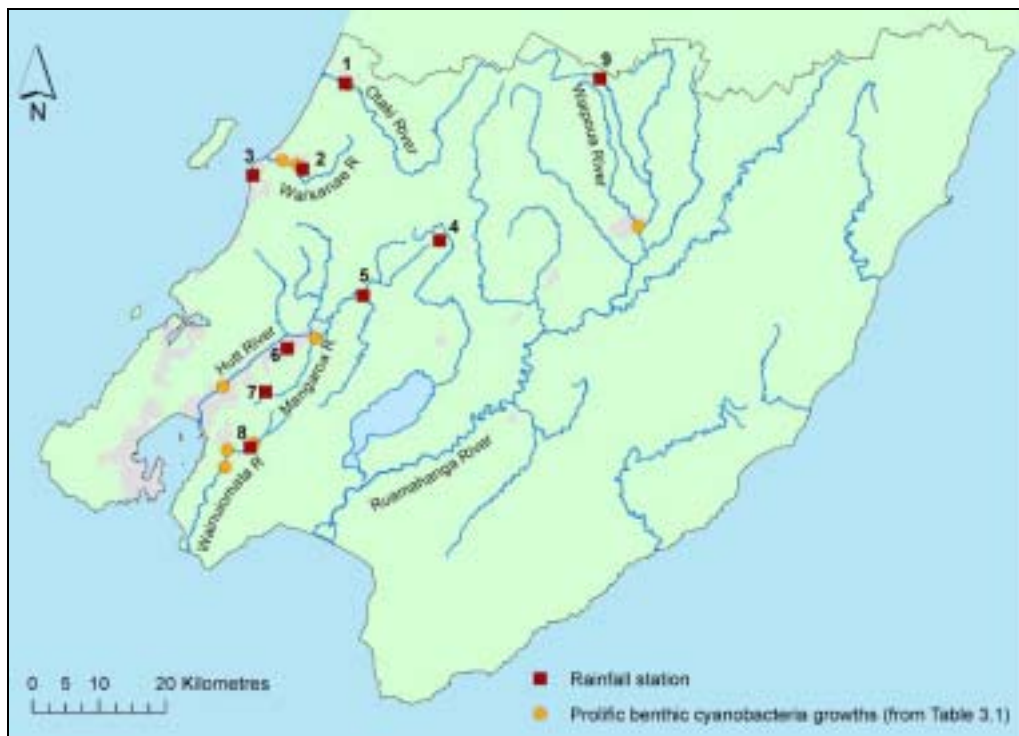 1
9
Otaki River
Waipoua River
3
2
Waikanae R
4
5
Hutt River
6
Mangaroa R
7
8
Wainuiomata R
Ruamahanga River
N
0 5 10 20 Kilometres
Rainfall station
Prolific benthic cyanobacteria growths (from Table 3.1)